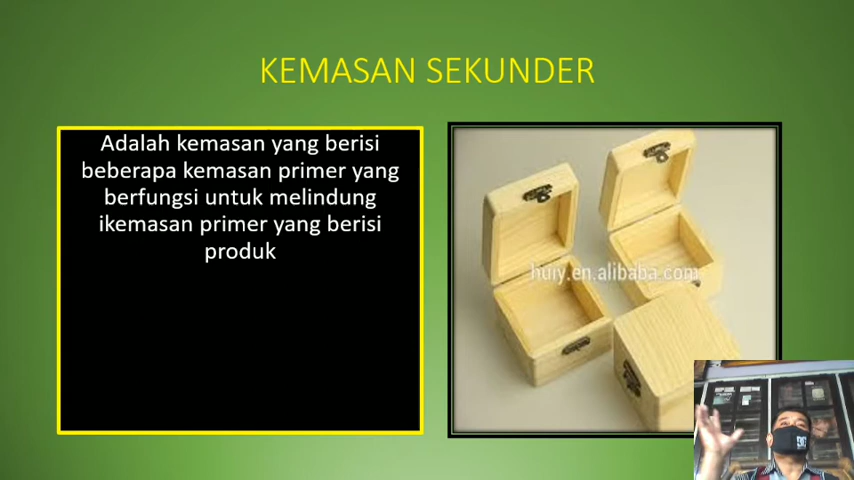 KEMASAN SEKUNDER
Adalah kemasan yang berisi
beberapa kemasan primer yang
berfungsi untuk melindung
ikemasan primer yang berisi
produk
huiy.en.alibaba.com